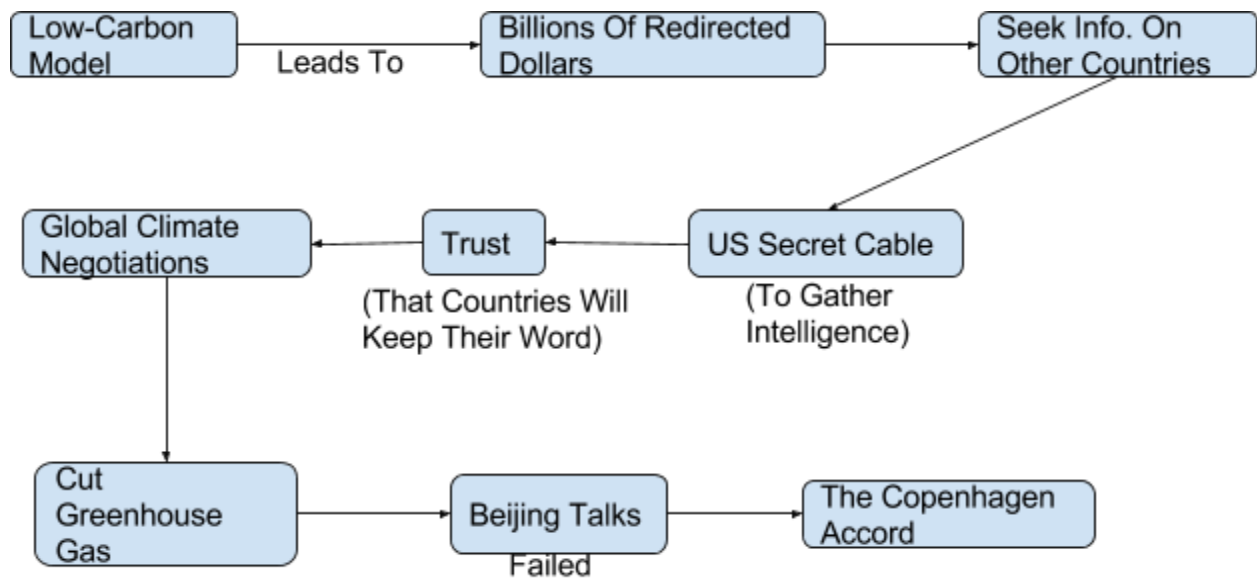 Low-Carbon
Model
Leads To
Billions Of Redirected
Dollars
Seek Info. On
Other Countries
US Secret Cable
(To Gather
Intelligence)
Trust
(That Countries Will
Keep Their Word)
Global Climate
Negotiations
Cut
Greenhouse
Gas
Beijing Talks
Failed
The Copenhagen
Accord